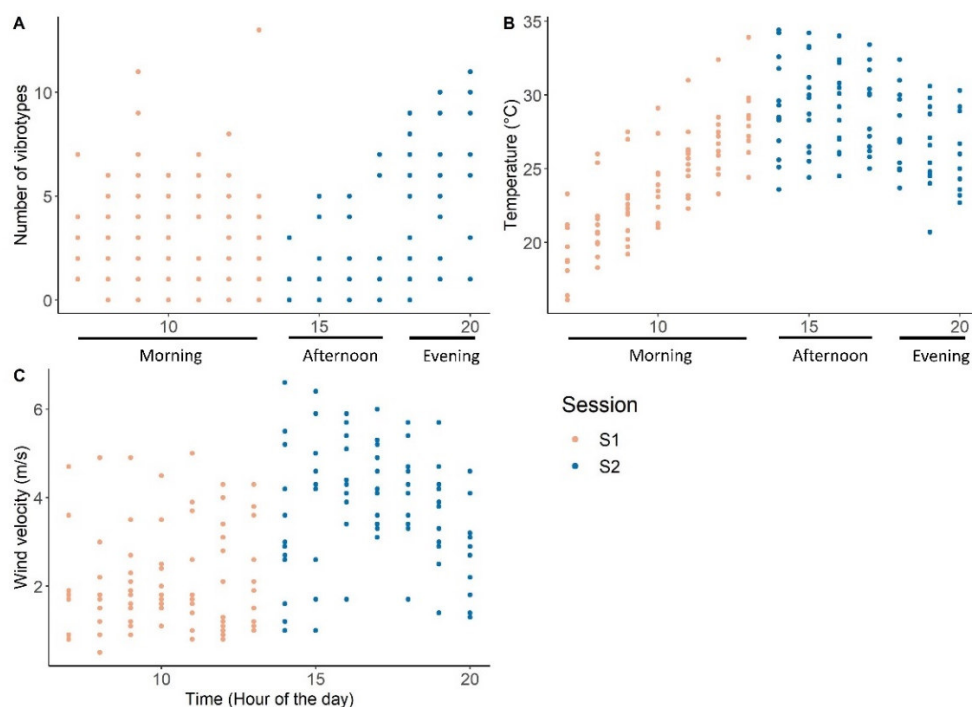 A
Number of vibrotypes
10
5
0
10
15
20
Morning
Afternoon
Evening
B
Temperature (°C)
35
30
25
20
10
15
20
Morning
Afternoon
Evening
C
Wind velocity (m/s)
6
4
2
10
15
20
Time (Hour of the day)
Session
S1
S2